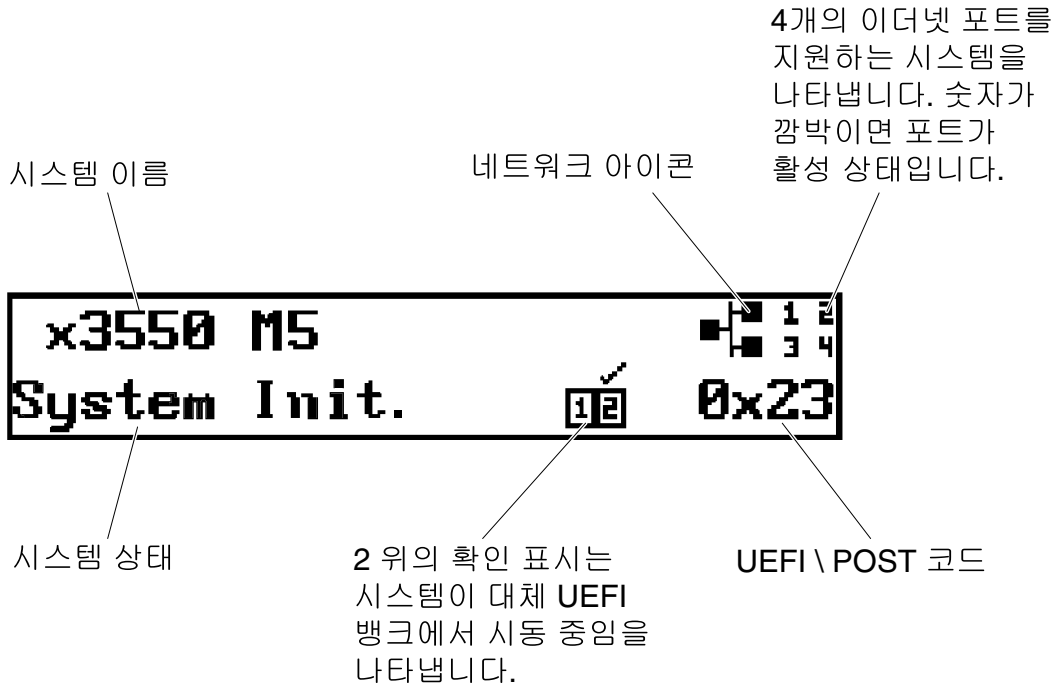 4개의 이더넷 포트를
지원하는 시스템을
나타냅니다. 숫자가
깜박이면 포트가
활성 상태입니다.
시스템 이름
네트워크 아이콘
x3550 M5
1 2
3 4
System Init.
✓
1 2
0x23
시스템 상태
2 위의 확인 표시는
시스템이 대체 UEFI
뱅크에서 시동 중임을
나타냅니다.
UEFI \ POST 코드